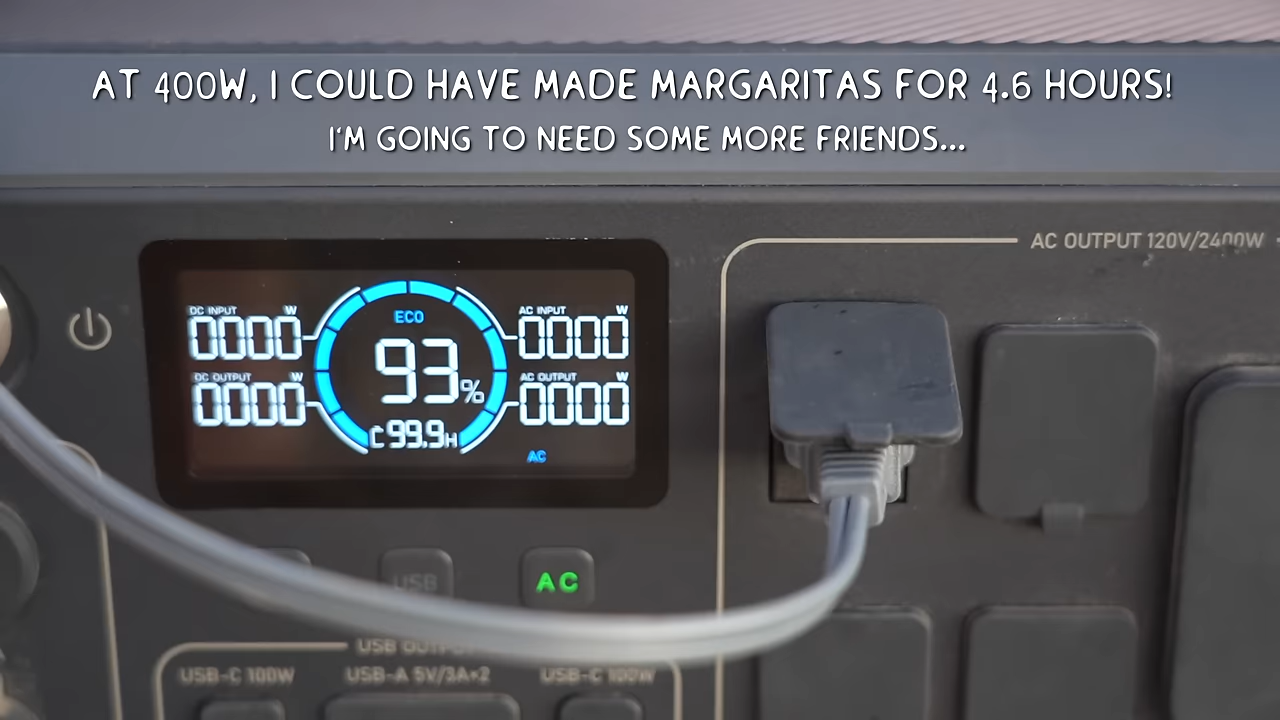 AT 400W, I COULD HAVE MADE MARGARITAS FOR 4.6 HOURS!
I'M GOING TO NEED SOME MORE FRIENDS...
AC OUTPUT 120V/2400W
DC INPUT W
0000
AC INPUT W
0000
ECO
93%
DC OUTPUT W
0000
AC OUTPUT W
0000
99.9H
AC
USB
AC
USB OUTPUT
USB-C 100W
USB-A 5V/3A×2
USB-C 100W